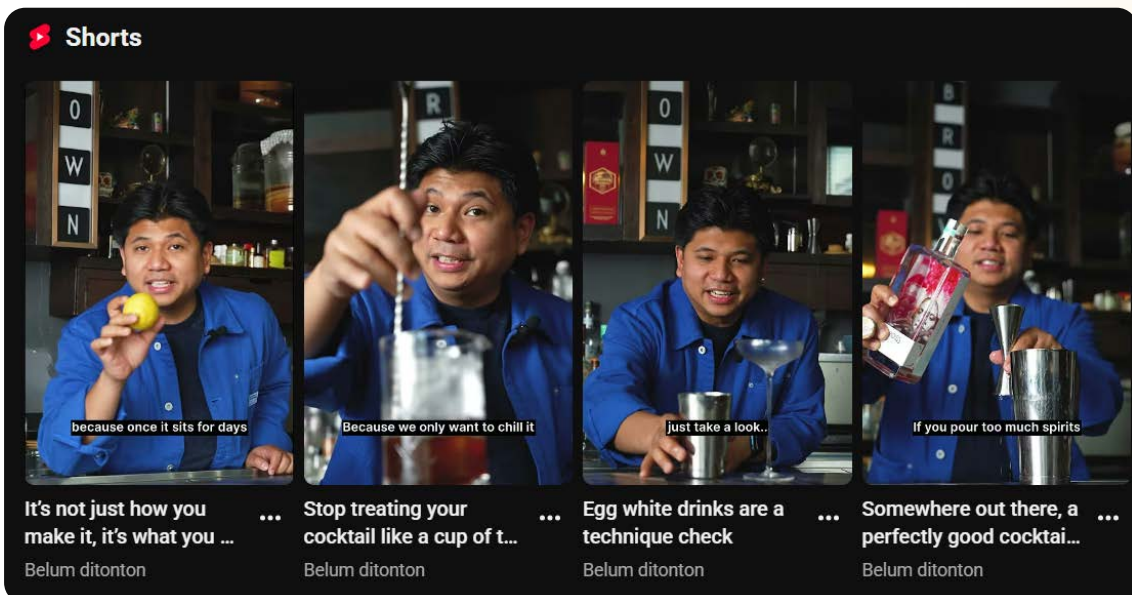 Shorts
O
W
N
because once it sits for days
R
Because we only want to chill it
O
W
N
just take a look..
B
R
O
If you pour too much spirits
It’s not just how you
make it, it’s what you ...
Belum ditonton
Stop treating your
cocktail like a cup of t...
Belum ditonton
Egg white drinks are a
technique check
Belum ditonton
Somewhere out there, a
perfectly good cocktai...
Belum ditonton